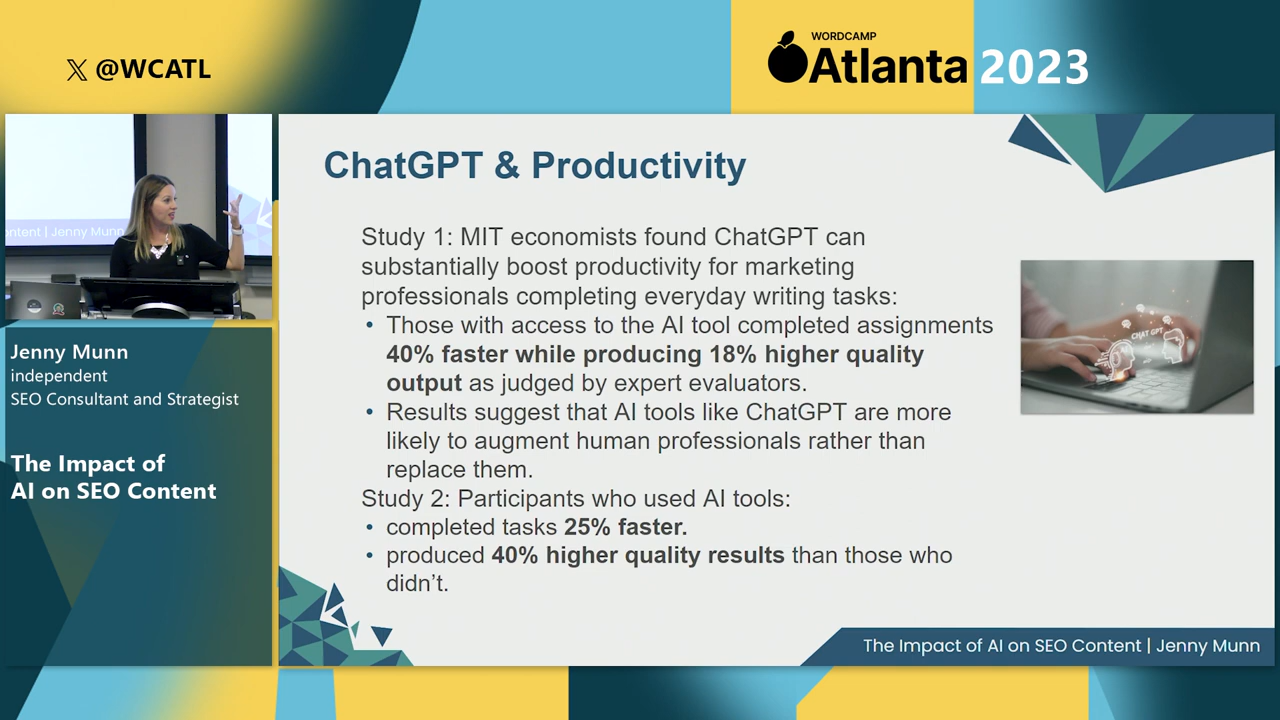 𝕏 @WCATL
WORDCAMP
Atlanta 2023
ontent | Jenny Munn
Jenny Munn
independent
SEO Consultant and Strategist
The Impact of
AI on SEO Content
ChatGPT & Productivity
Study 1: MIT economists found ChatGPT can
substantially boost productivity for marketing
professionals completing everyday writing tasks:
• Those with access to the AI tool completed assignments
40% faster while producing 18% higher quality
output as judged by expert evaluators.
• Results suggest that AI tools like ChatGPT are more
likely to augment human professionals rather than
replace them.
Study 2: Participants who used AI tools:
• completed tasks 25% faster.
• produced 40% higher quality results than those who
didn’t.
CHAT GPT
The Impact of AI on SEO Content | Jenny Munn